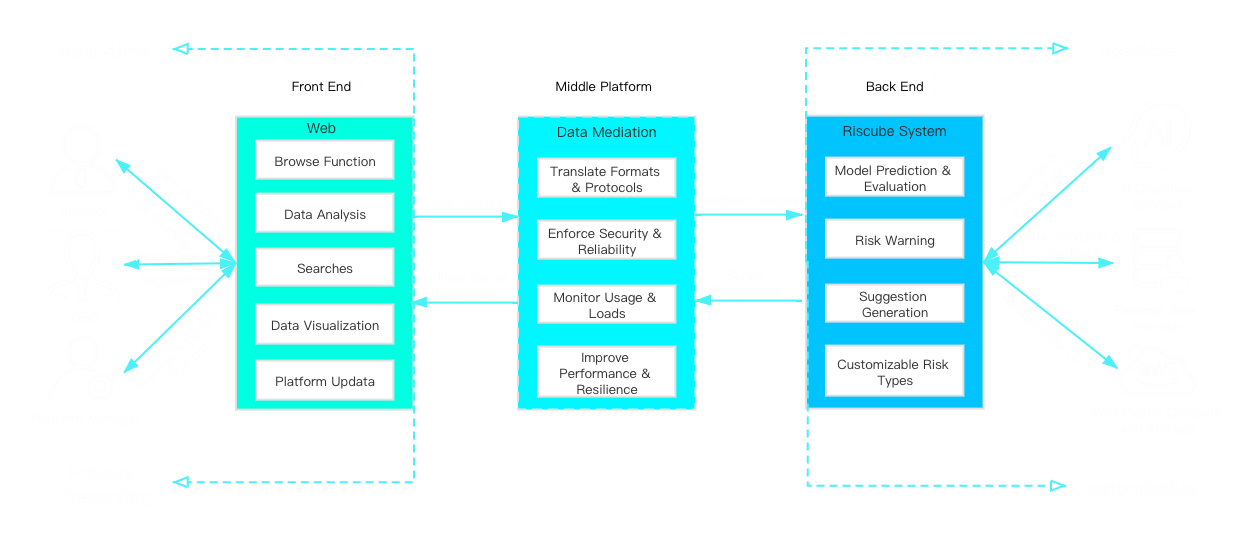 Front End
Web
Browse Function
Data Analysis
Searches
Data Visualization
Platform Updata
Middle Platform
Data Mediation
Translate Formats
& Protocols
Enforce Security &
Reliability
Monitor Usage &
Loads
Improve
Performance &
Resilience
Back End
Riscube System
Model Prediction &
Evaluation
Risk Warning
Suggestion
Generation
Customizable Risk
Types